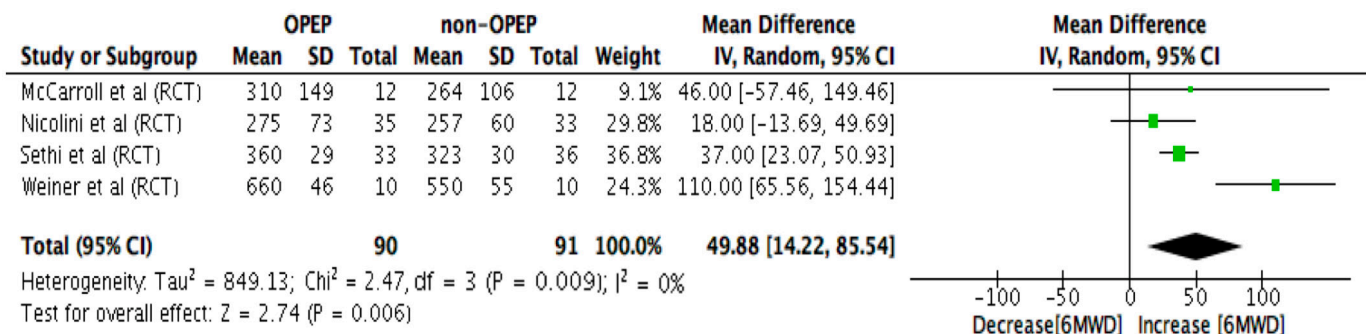 OPEP non-OPEP Mean Difference Mean Difference
Study or Subgroup Mean SD Total Mean SD Total Weight IV, Random, 95% CI IV, Random, 95% CI
McCarroll et al (RCT) 310 149 12 264 106 12 9.1% 46.00 [-57.46, 149.46]
Nicolini et al (RCT) 275 73 35 257 60 33 29.8% 18.00 [-13.69, 49.69]
Sethi et al (RCT) 360 29 33 323 30 36 36.8% 37.00 [23.07, 50.93]
Weiner et al (RCT) 660 46 10 550 55 10 24.3% 110.00 [65.56, 154.44]
Total (95% CI) 90 91 100.0% 49.88 [14.22, 85.54]
Heterogeneity: Tau² = 849.13; Chi² = 2.47, df = 3 (P = 0.009); I² = 0%
Test for overall effect: Z = 2.74 (P = 0.006)
-100 -50 0 50 100
Decrease[6MWD] Increase [6MWD]